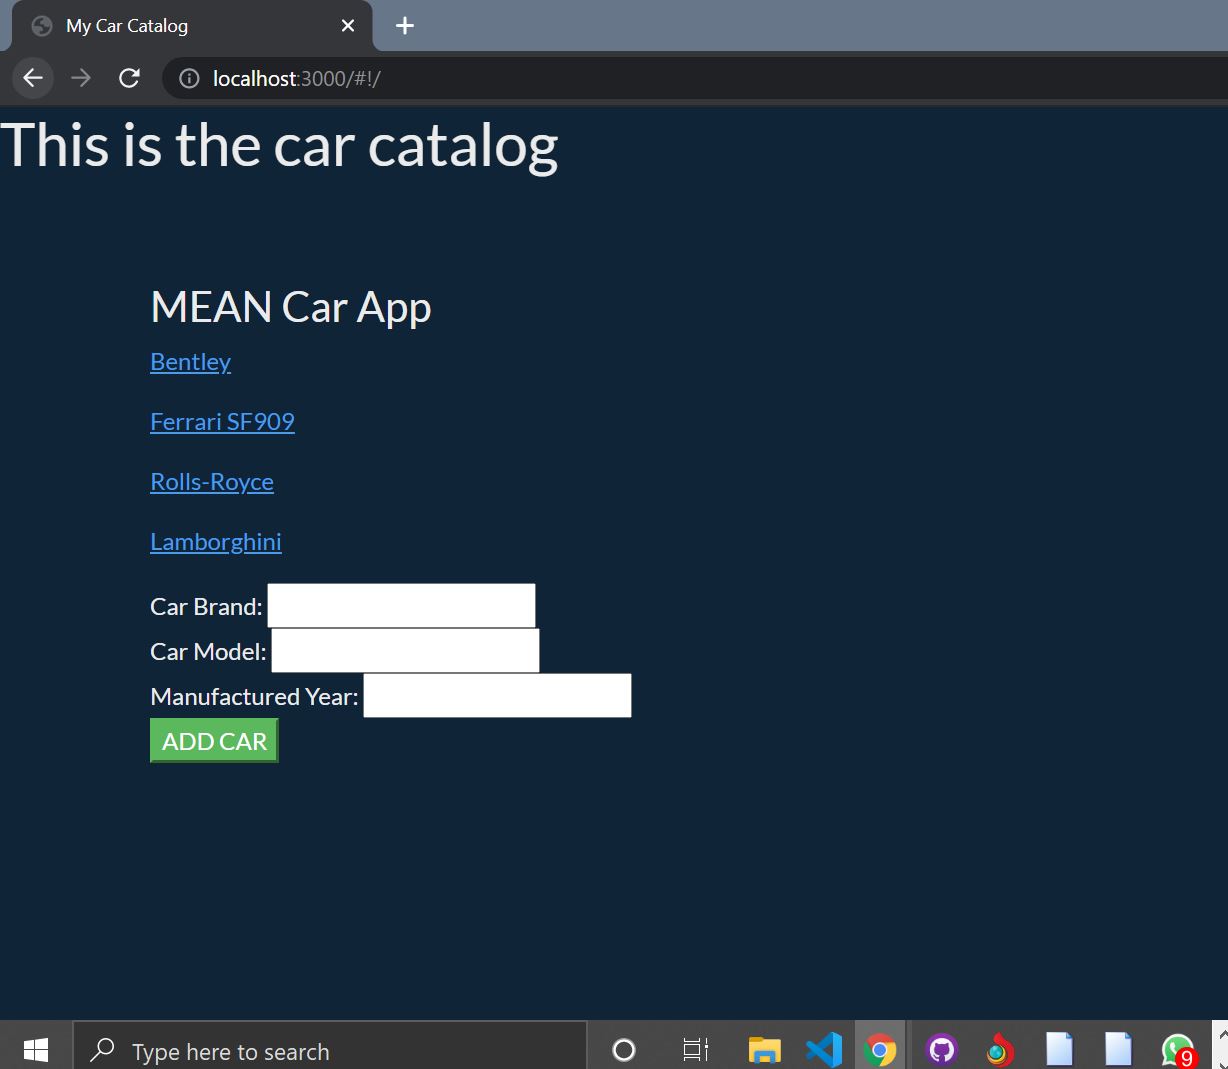 My Car Catalog
localhost:3000/#!/
This is the car catalog
MEAN Car App
Bentley
Ferrari SF909
Rolls-Royce
Lamborghini
Car Brand:
Car Model:
Manufactured Year:
ADD CAR
Type here to search
9